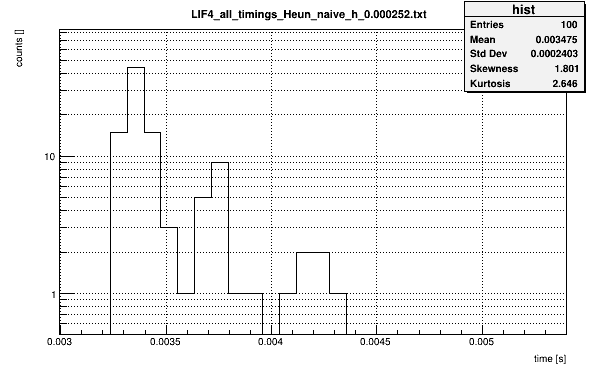 LIF4_all_timings_Heun_naive_h_0.000252.txt
hist
Entries 100
Mean 0.003475
Std Dev 0.0002403
Skewness 1.801
Kurtosis 2.646
counts []
10
1
0.003 0.0035 0.004 0.0045 0.005
time [s]